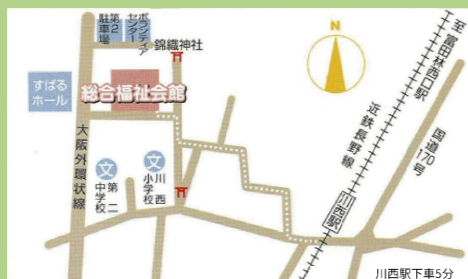 ボランティア
センター
第2
駐車場
錦織神社
N
至 富田林西口駅
すばる
ホール
総合福祉会館
近鉄長野線
国道170号
大阪外環状線
文
第二
中学校
文
川西
小学校
川西駅
川西駅下車5分